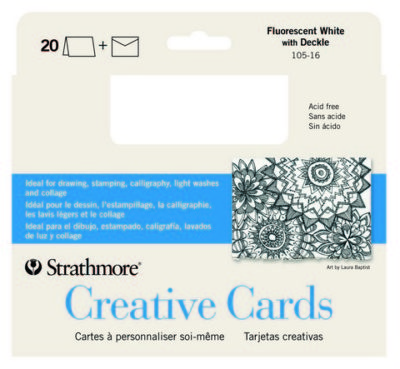 20 +
Fluorescent White
with Deckle
105-16
Acid free
Sans acide
Sin ácido
Ideal for drawing, stamping, calligraphy, light washes
and collage
Idéal pour le dessin, l'estampillage, la calligraphie,
les lavis légers et le collage
Ideal para el dibujo, estampado, caligrafía, lavados
de luz y collage
Art by Laura Baptist
Strathmore®
Creative Cards
Cartes à personnaliser soi-même Tarjetas creativas